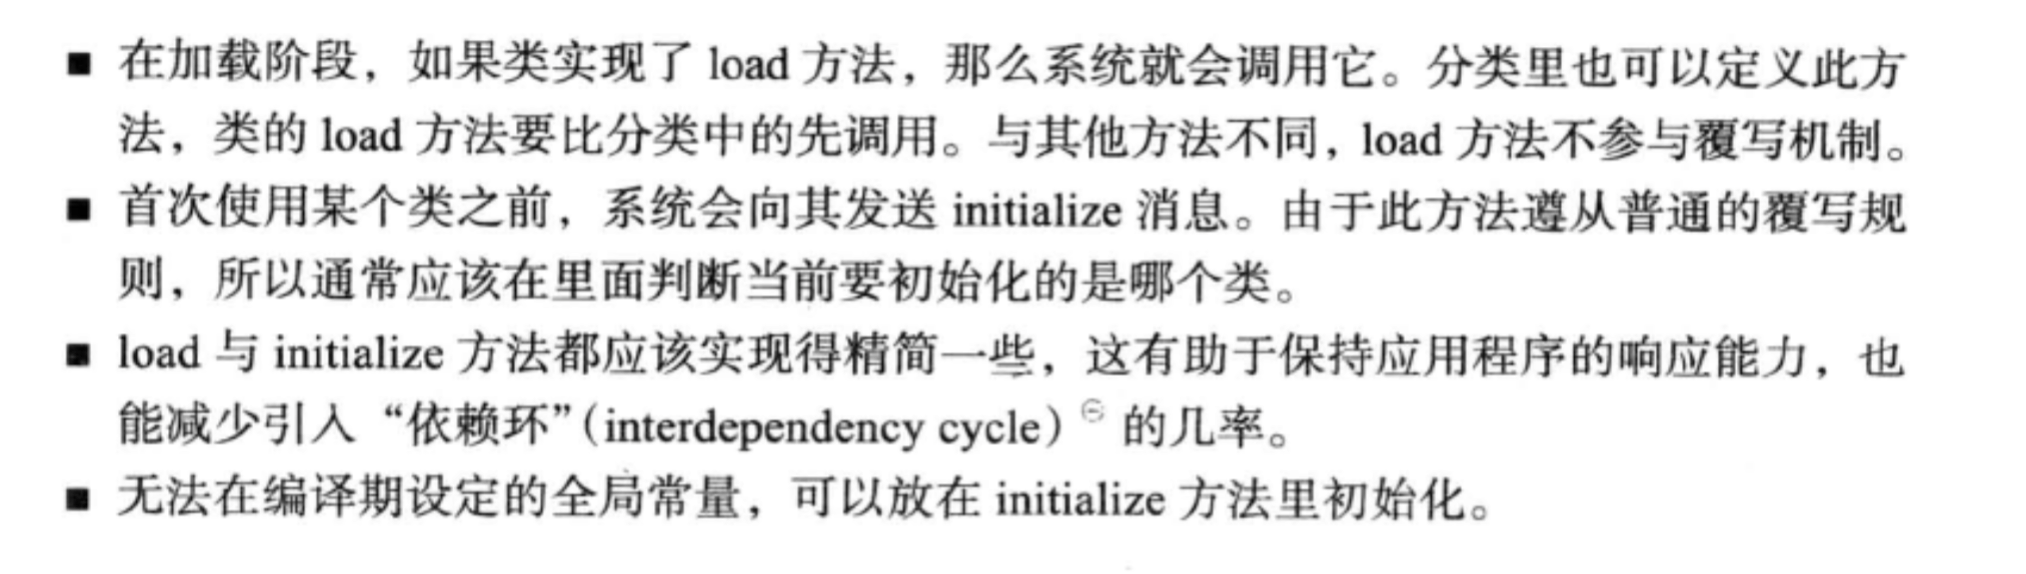 ■ 在加载阶段，如果类实现了 load 方法，那么系统就会调用它。分类里也可以定义此方
法，类的 load 方法要比分类中的先调用。与其他方法不同，load 方法不参与覆写机制。
■ 首次使用某个类之前，系统会向其发送 initialize 消息。由于此方法遵从普通的覆写规
则，所以通常应该在里面判断当前要初始化的是哪个类。
■ load 与 initialize 方法都应该实现得精简一些，这有助于保持应用程序的响应能力，也
能减少引入“依赖环”（interdependency cycle）㊀ 的几率。
■ 无法在编译期设定的全局常量，可以放在 initialize 方法里初始化。